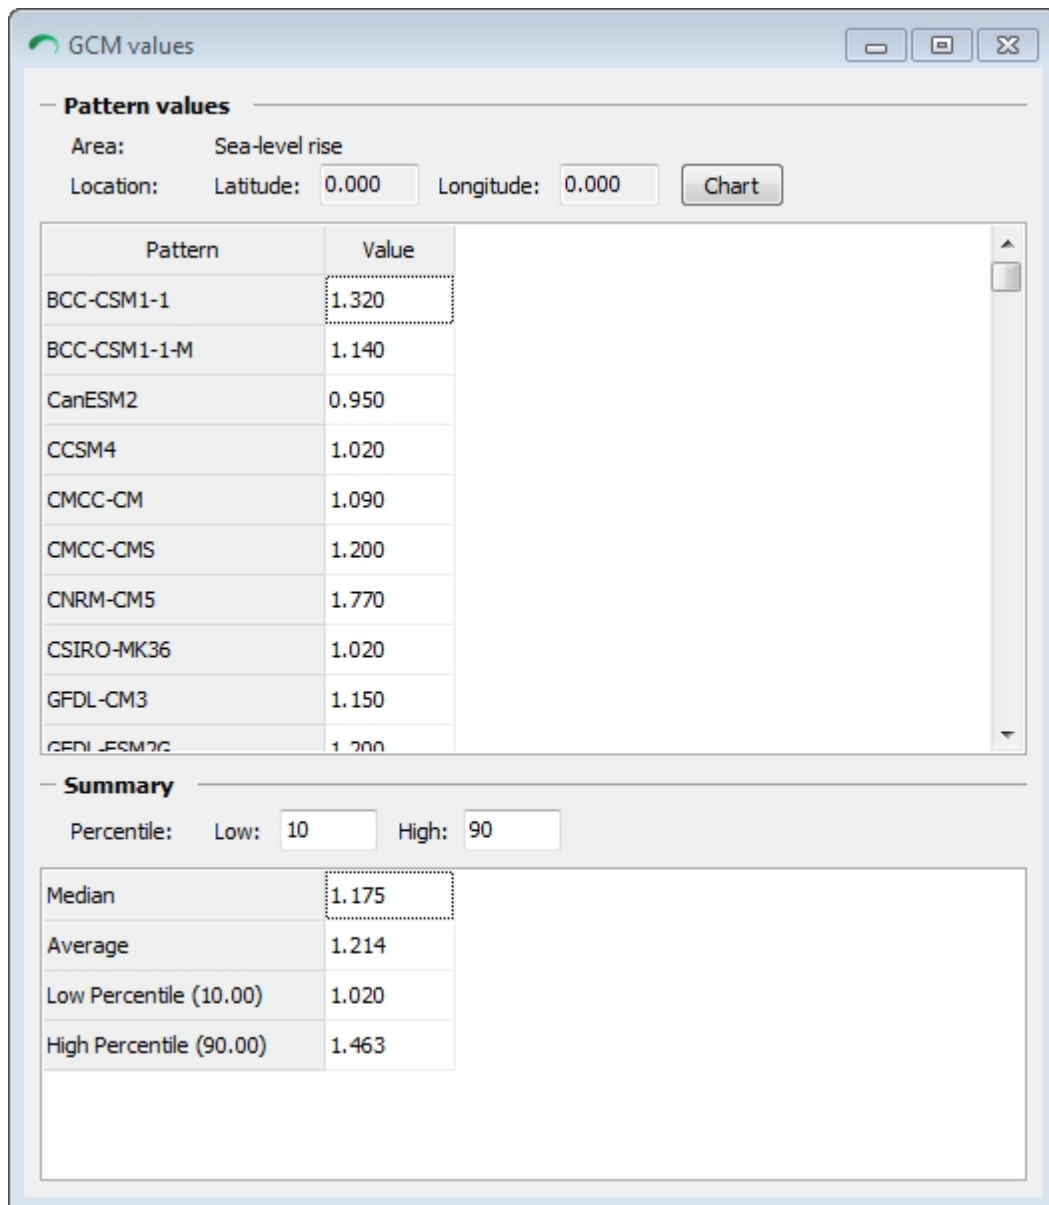 GCM values
Pattern values
Area: Sea-level rise
Location: Latitude: 0.000 Longitude: 0.000 Chart
Pattern Value
BCC-CSM1-1 1.320
BCC-CSM1-1-M 1.140
CanESM2 0.950
CCSM4 1.020
CMCC-CM 1.090
CMCC-CMS 1.200
CNRM-CM5 1.770
CSIRO-MK36 1.020
GFDL-CM3 1.150
GFDL-ESM2G 1.200
Summary
Percentile: Low: 10 High: 90
Median 1.175
Average 1.214
Low Percentile (10.00) 1.020
High Percentile (90.00) 1.463